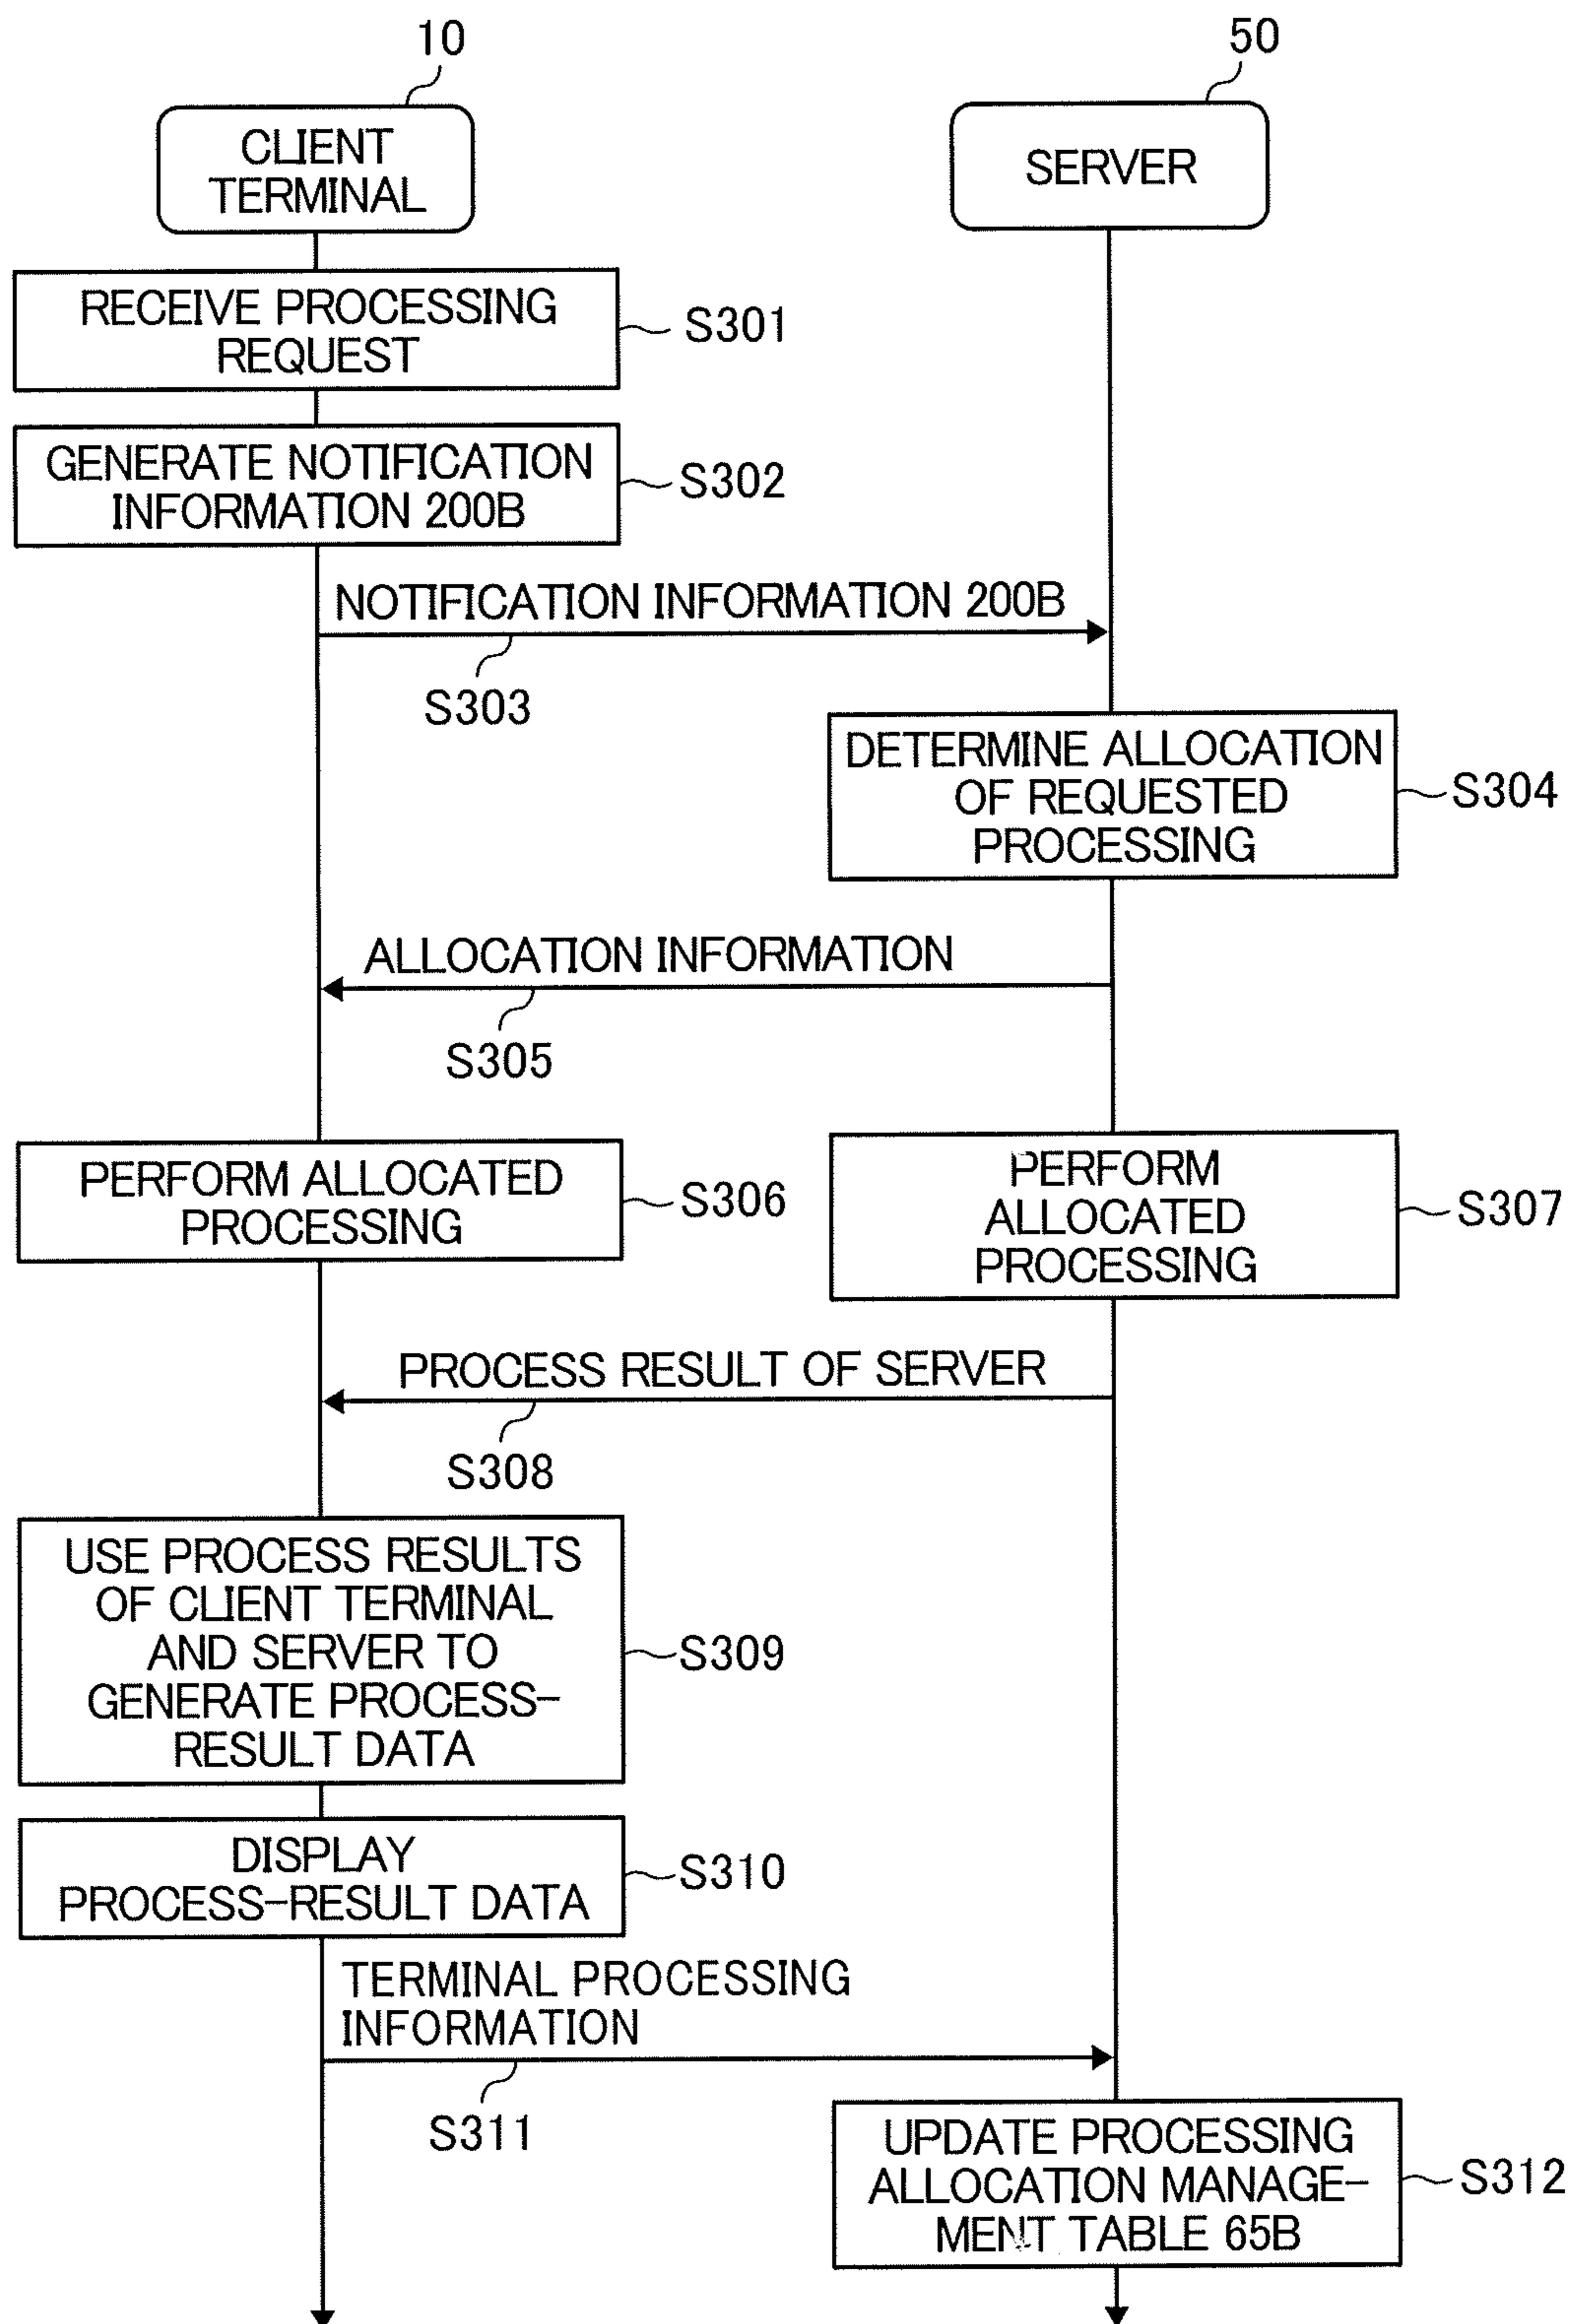 10
50
CLIENT
TERMINAL
SERVER
RECEIVE PROCESSING
REQUEST
S301
GENERATE NOTIFICATION
INFORMATION 200B
S302
NOTIFICATION INFORMATION 200B
S303
DETERMINE ALLOCATION
OF REQUESTED
PROCESSING
S304
ALLOCATION INFORMATION
S305
PERFORM ALLOCATED
PROCESSING
S306
PERFORM
ALLOCATED
PROCESSING
S307
PROCESS RESULT OF SERVER
S308
USE PROCESS RESULTS
OF CLIENT TERMINAL
AND SERVER TO
GENERATE PROCESS-
RESULT DATA
S309
DISPLAY
PROCESS-RESULT DATA
S310
TERMINAL PROCESSING
INFORMATION
S311
UPDATE PROCESSING
ALLOCATION MANAGE-
MENT TABLE 65B
S312